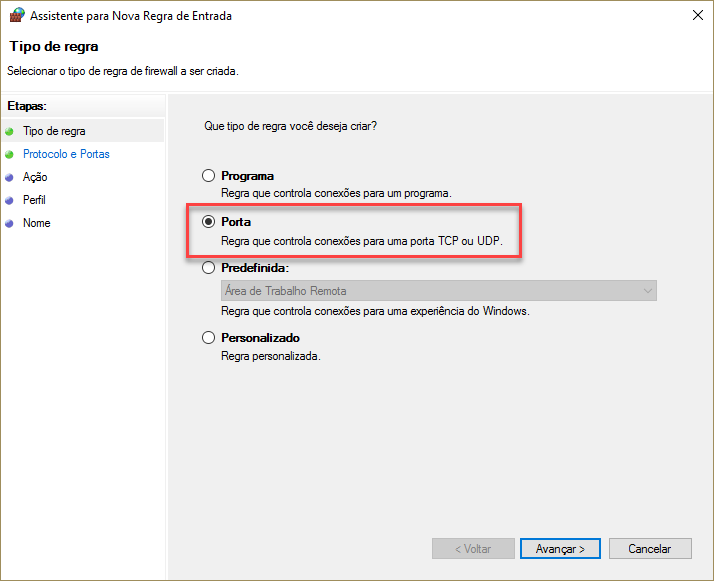 Assistente para Nova Regra de Entrada
Tipo de regra
Selecionar o tipo de regra de firewall a ser criada.
Etapas:
Tipo de regra
Protocolo e Portas
Ação
Perfil
Nome
Que tipo de regra você deseja criar?
Programa
Regra que controla conexões para um programa.
Porta
Regra que controla conexões para uma porta TCP ou UDP.
Predefinida:
Área de Trabalho Remota
Regra que controla conexões para uma experiência do Windows.
Personalizado
Regra personalizada.
< Voltar
Avançar >
Cancelar